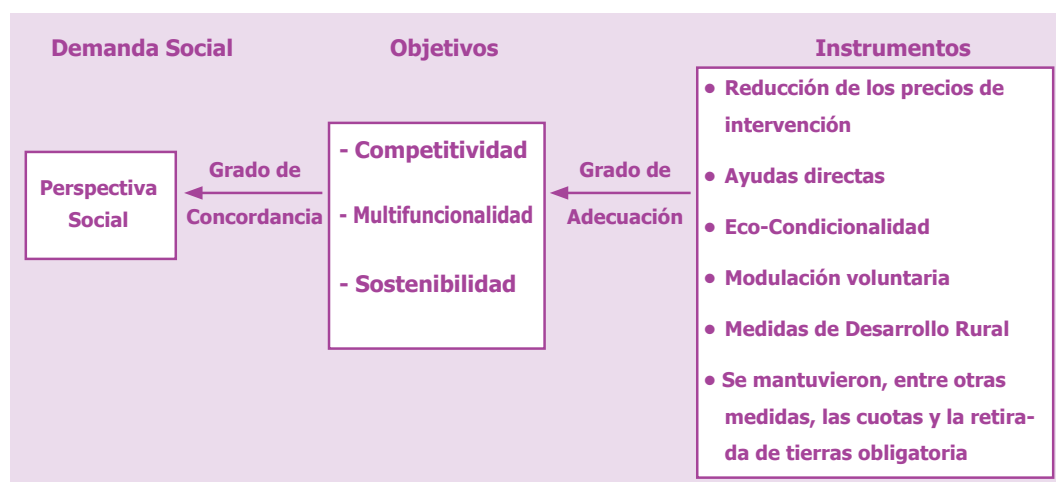 Demanda Social
Objetivos
Instrumentos
Perspectiva
Social
Grado de
Concordancia
- Competitividad
- Multifuncionalidad
- Sostenibilidad
Grado de
Adecuación
• Reducción de los precios de
intervención
• Ayudas directas
• Eco-Condicionalidad
• Modulación voluntaria
• Medidas de Desarrollo Rural
• Se mantuvieron, entre otras
medidas, las cuotas y la retira-
da de tierras obligatoria